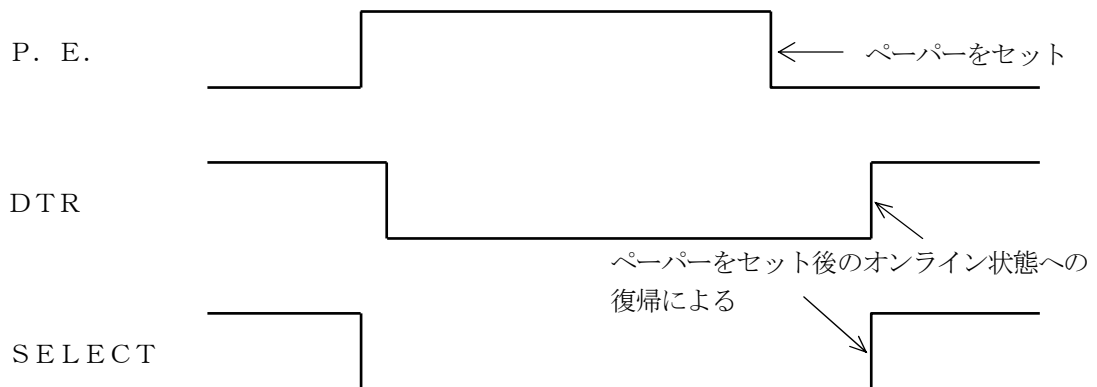 Ｐ．Ｅ．
ペーパーをセット
ＤＴＲ
ペーパーをセット後のオンライン状態への
復帰による
ＳＥＬＥＣＴ